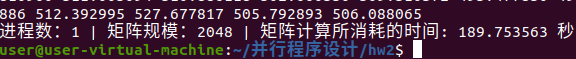 886 512.392995 527.677817 505.792893 506.088065
进程数: 1 | 矩阵规模: 2048 | 矩阵计算所消耗的时间: 189.753563 秒
user@user-virtual-machine:~/并行程序设计/hw2$